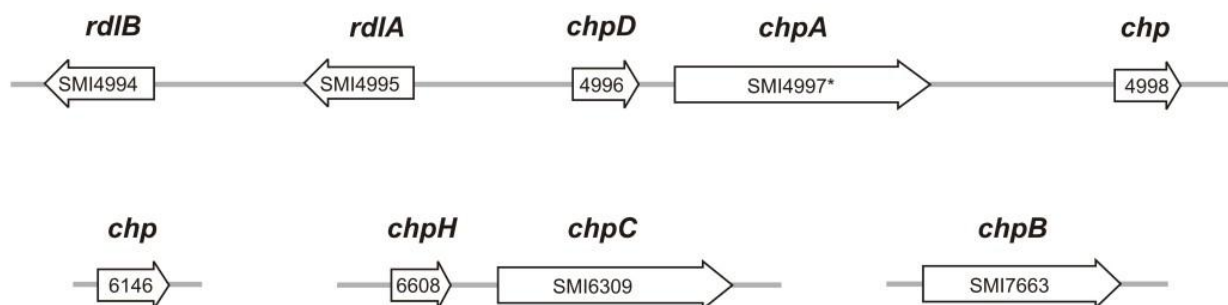 rdlB rdlA chpD chpA chp
SMI4994 SMI4995 4996 SMI4997* 4998
chp chpH chpC chpB
6146 6608 SMI6309 SMI7663